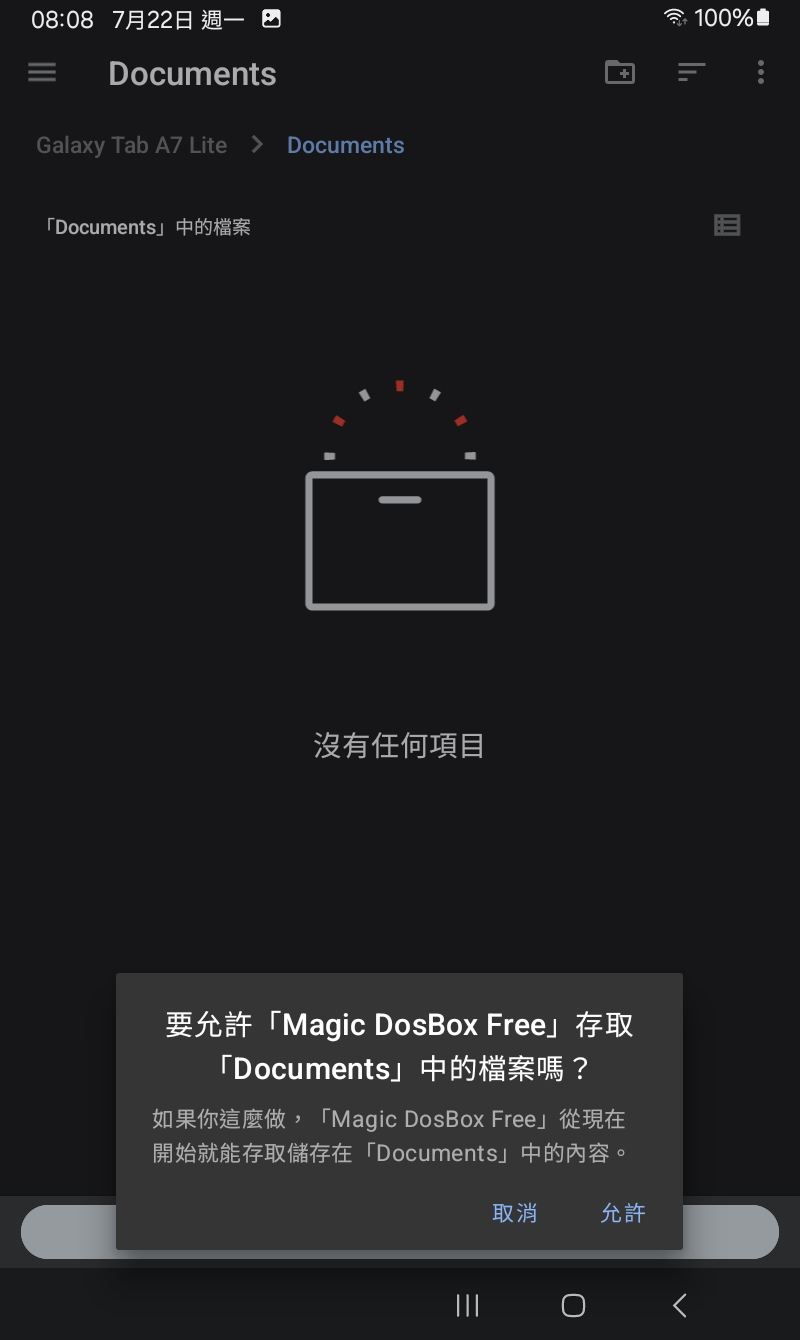 08:08 7月22日 週一 100%
Documents
Galaxy Tab A7 Lite > Documents
「Documents」中的檔案
沒有任何項目
要允許「Magic DosBox Free」存取
「Documents」中的檔案嗎？
如果你這麼做，「Magic DosBox Free」從現在
開始就能存取儲存在「Documents」中的內容。
取消 允許